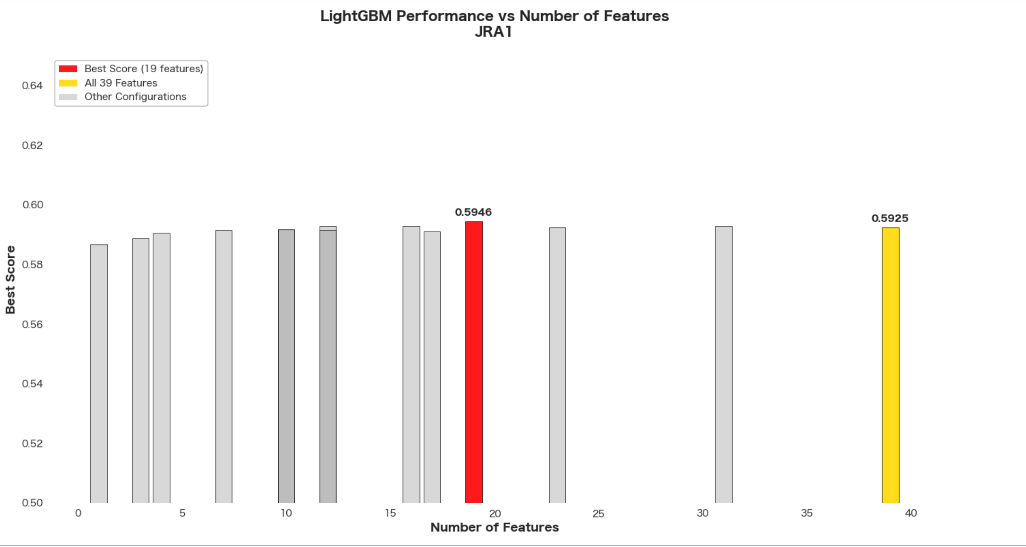 LightGBM Performance vs Number of Features
JRA1
Best Score (19 features)
All 39 Features
Other Configurations
0.64
0.62
0.60
0.58
0.56
0.54
0.52
0.50
Best Score
0.5946
0.5925
0 5 10 15 20 25 30 35 40
Number of Features